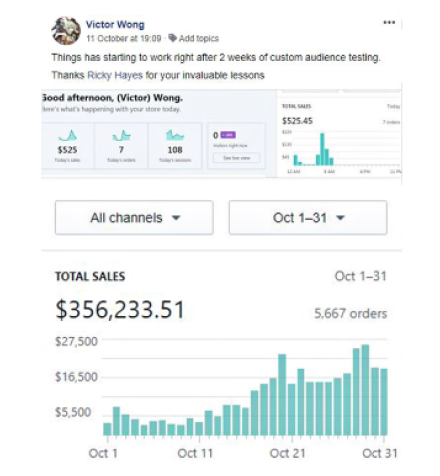 Victor Wong
11 October at 19:09 · Add topics
Things has starting to work right after 2 weeks of custom audience testing.
Thanks Ricky Hayes for your invaluable lessons
Good afternoon, (Victor) Wong.
Here's what's happening with your store today.
$525
Today's sales
7
Today's orders
108
Today's sessions
0
Visitors right now
See live view
TOTAL SALES Today
$525.45 7 orders
12 AM
All channels
Oct 1–31
TOTAL SALES Oct 1–31
$356,233.51 5,667 orders
$27,500
$16,500
$5,500
Oct 1 Oct 11 Oct 21 Oct 31